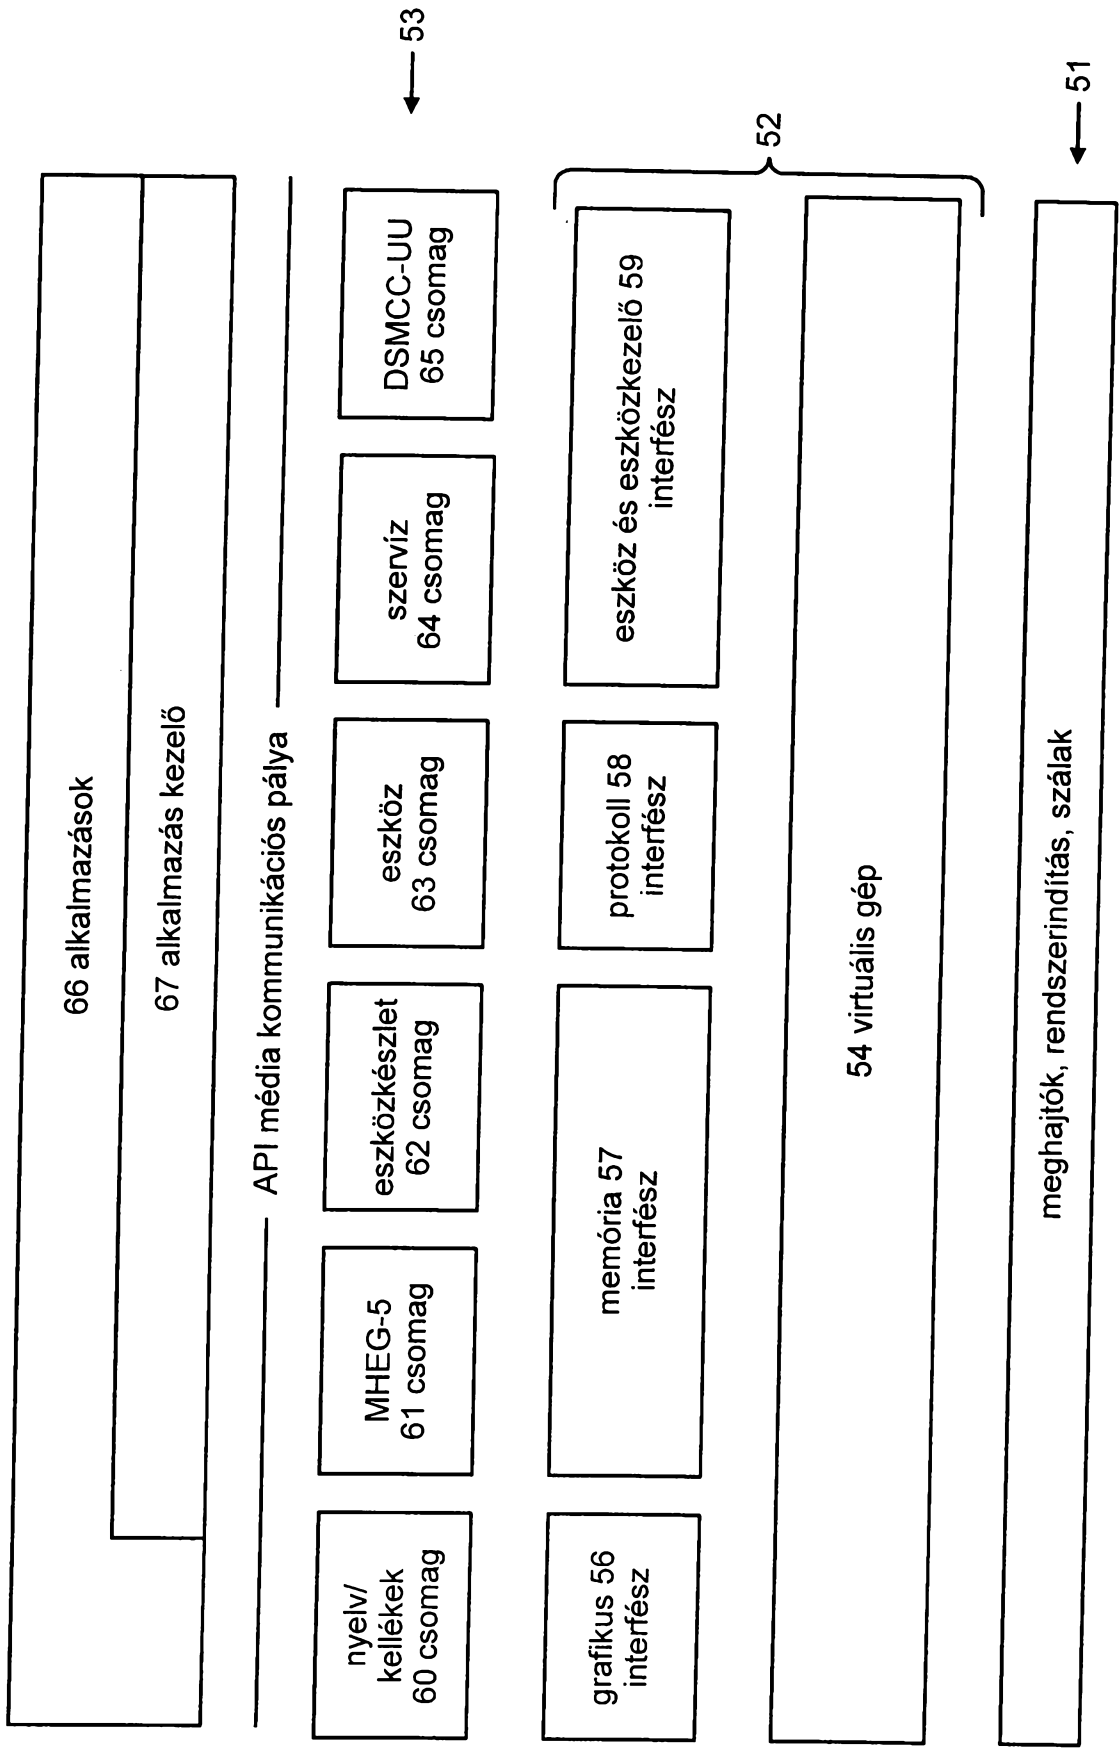 66 alkalmazások
67 alkalmazás kezelő
API média kommunikációs pálya
nyelv/
kellékek
60 csomag
MHEG-5
61 csomag
eszközkészlet
62 csomag
eszköz
63 csomag
szervíz
64 csomag
DSMCC-UU
65 csomag
53
grafikus 56
interfész
memória 57
interfész
protokoll 58
interfész
eszköz és eszközkezelő 59
interfész
52
54 virtuális gép
meghajtók, rendszerindítás, szálak
51